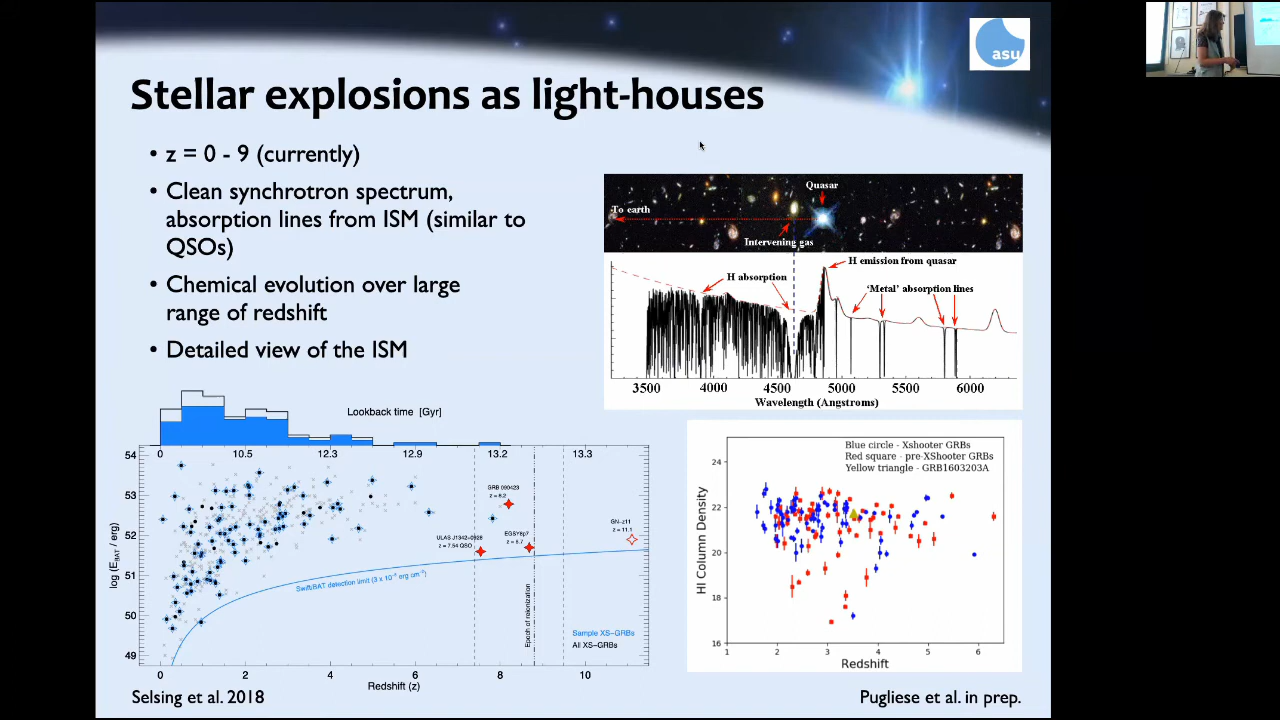 asu
Stellar explosions as light-houses
• z = 0 - 9 (currently)
• Clean synchrotron spectrum,
absorption lines from ISM (similar to
QSOs)
• Chemical evolution over large
range of redshift
• Detailed view of the ISM
Quasar
To earth
Intervening gas
H emission from quasar
H absorption
'Metal' absorption lines
3500 4000 4500 5000 5500 6000
Wavelength (Angstroms)
Lookback time [Gyr]
0 10.5 12.3 12.9 13.2 13.3
54
53
52
51
50
49
log (E_BAT / erg)
GRB 090423
z = 8.2
ULAS J1342+0928
z = 7.54 QSO
EGSY8p7
z = 8.7
GN-z11
z = 11.1
Swift/BAT detection limit (3 x 10⁻⁸ erg cm⁻²)
Epoch of reionization
Sample XS-GRBs
All XS-GRBs
0 2 4 6 8 10
Redshift (z)
Selsing et al. 2018
Blue circle - Xshooter GRBs
Red square - pre-XShooter GRBs
Yellow triangle - GRB1603203A
24
22
20
18
16
HI Column Density
1 2 3 4 5 6
Redshift
Pugliese et al. in prep.